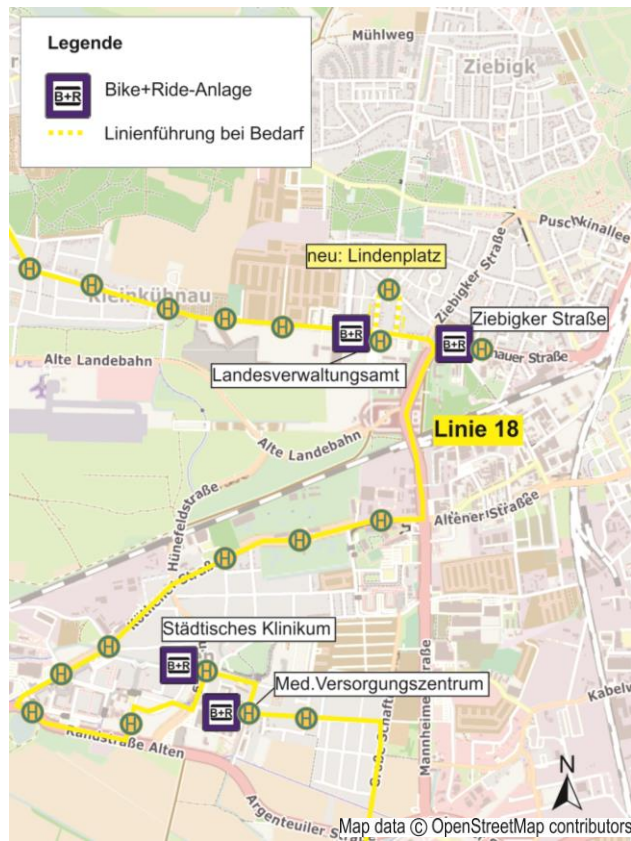 Legende
B+R
Bike+Ride-Anlage
Linienführung bei Bedarf
Mühlweg
Ziebigk
Puschkinallee
neu: Lindenplatz
Ziebigker Straße
H
Kleinkühnau
H
H
H
H
H
B+R
H
B+R
H
Ziebigker Straße
Alte Landebahn
Landesverwaltungsamt
Linie 18
Alte Landebahn
Hünefeldstraße
Altener Straße
H
H
H
Städtisches Klinikum
H
H
B+R
H
Med.Versorgungszentrum
B+R
H
H
H
H
Mannheimer Straße
Argenteuiler Straße
N
Map data © OpenStreetMap contributors